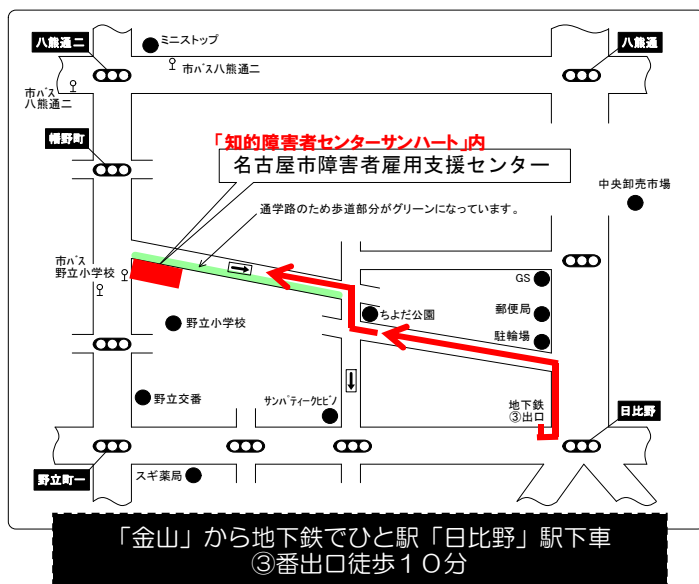 八熊通二
ミニストップ
八熊通
市バス八熊通二
市バス
八熊通二
幡野町
「知的障害者センターサンハート」内
名古屋市障害者雇用支援センター
中央卸売市場
通学路のため歩道部分がグリーンになっています。
市バス
野立小学校
GS
ちよだ公園
郵便局
野立小学校
駐輪場
野立交番
サンパティークヒビノ
地下鉄
③出口
日比野
野立町一
スギ薬局
「金山」から地下鉄でひと駅「日比野」駅下車
③番出口徒歩10分